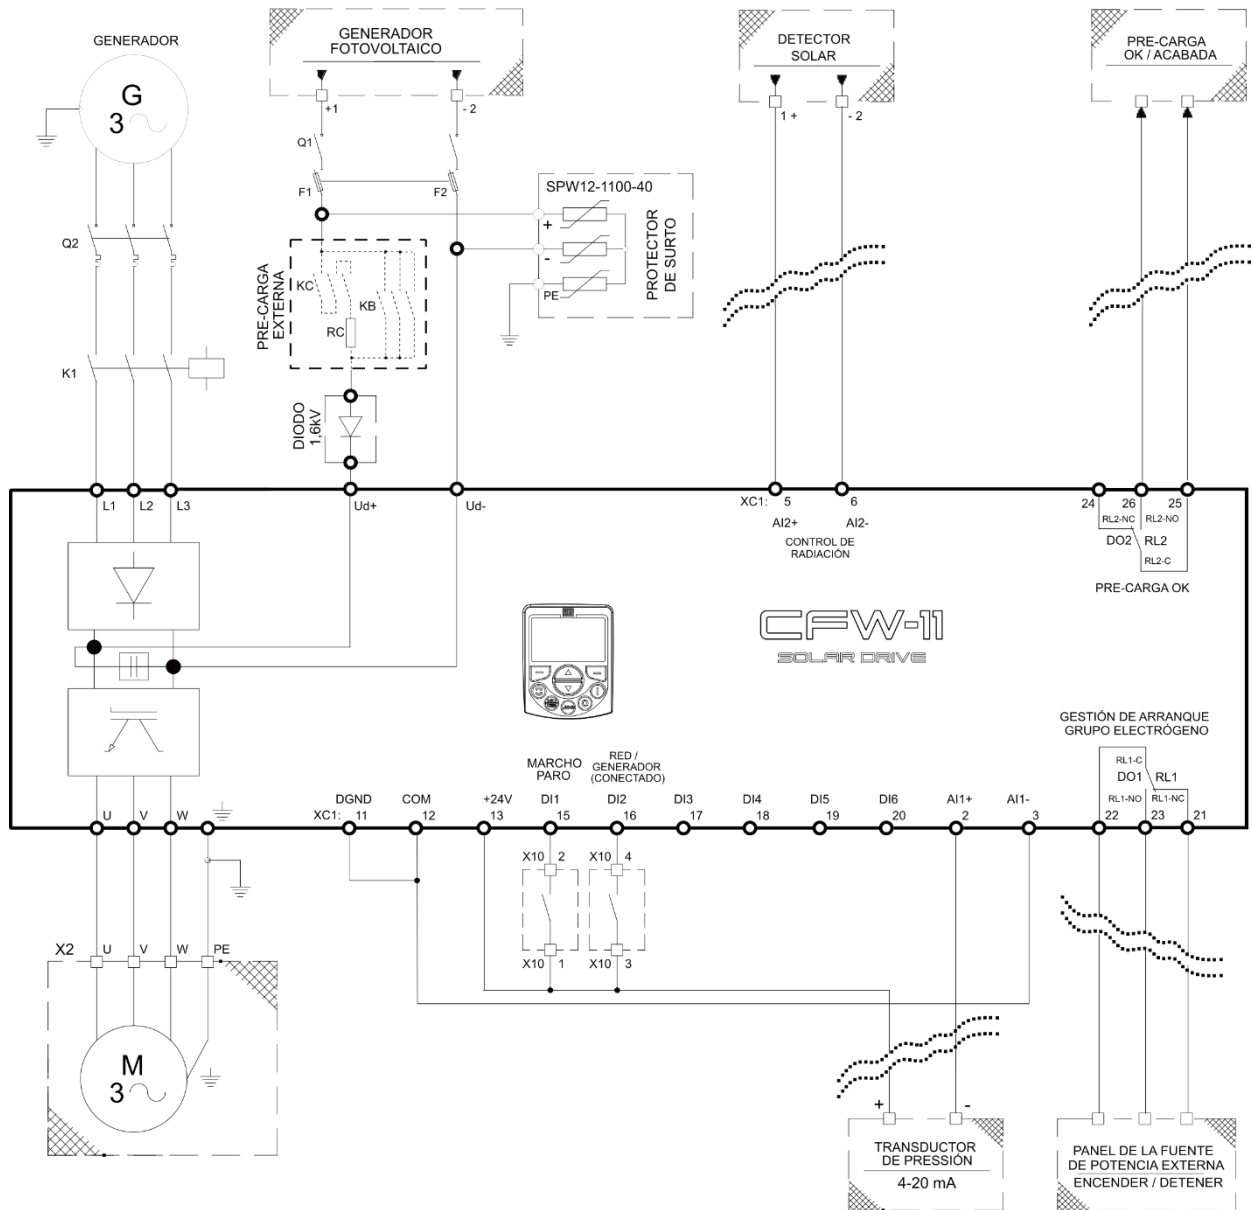 GENERADOR
G
3
GENERADOR
FOTOVOLTAICO
+1
- 2
DETECTOR
SOLAR
1 +
- 2
PRE-CARGA
OK / ACABADA
Q1
F1
F2
Q2
K1
SPW12-1100-40
+
-
PE
PROTECTOR
DE SURTO
PRE-CARGA
EXTERNA
KC
RC
KB
DIODO
1,6kV
L1
L2
L3
Ud+
Ud-
XC1:
5
6
AI2+
AI2-
CONTROL DE
RADIACIÓN
24
26
25
RL2-NC
RL2-NO
DO2
RL2
RL2-C
PRE-CARGA OK
CFW-11
SOLAR DRIVE
GESTIÓN DE ARRANQUE
GRUPO ELECTRÓGENO
RL1-C
DO1
RL1
RL1-NO
RL1-NC
22
23
21
MARCHO
PARO
RED /
GENERADOR
(CONECTADO)
DGND
COM
+24V
DI1
DI2
DI3
DI4
DI5
DI6
AI1+
AI1-
XC1:
11
12
13
15
16
17
18
19
20
2
3
U
V
W
X10
2
X10
4
X10
1
X10
3
X2
U
V
W
PE
M
3
+
-
TRANSDUCTOR
DE PRESSIÓN
4-20 mA
PANEL DE LA FUENTE
DE POTENCIA EXTERNA
ENCENDER / DETENER